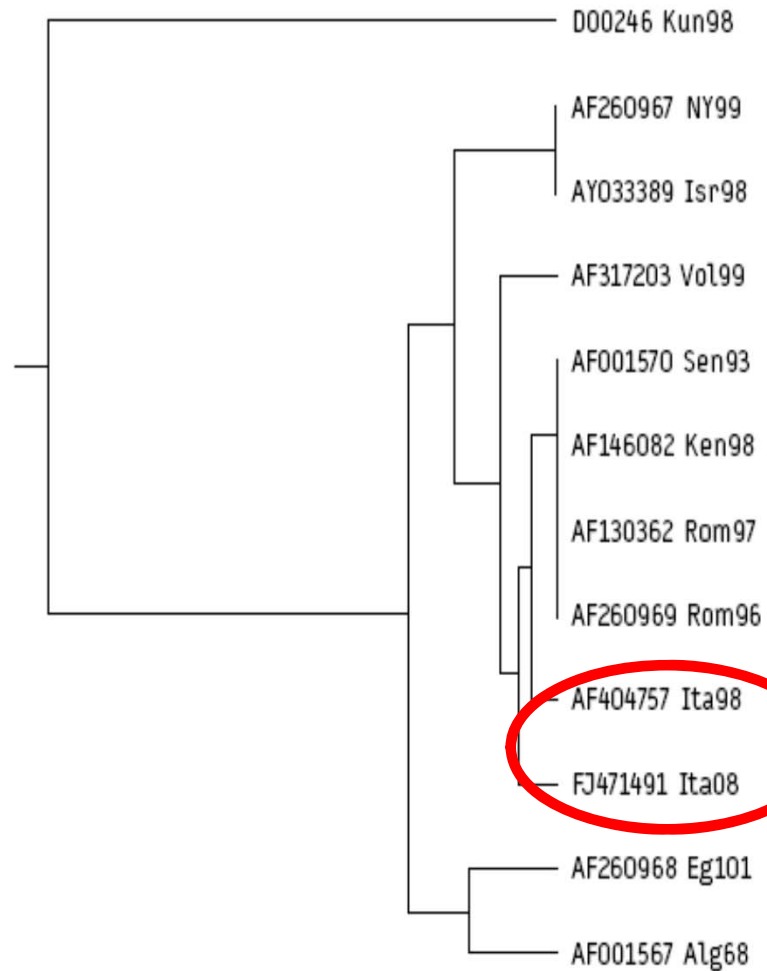 D00246 Kun98
AF260967 NY99
AY033389 Isr98
AF317203 Vol99
AF001570 Sen93
AF146082 Ken98
AF130362 Rom97
AF260969 Rom96
AF404757 Ita98
FJ471491 Ita08
AF260968 Eg101
AF001567 Alg68